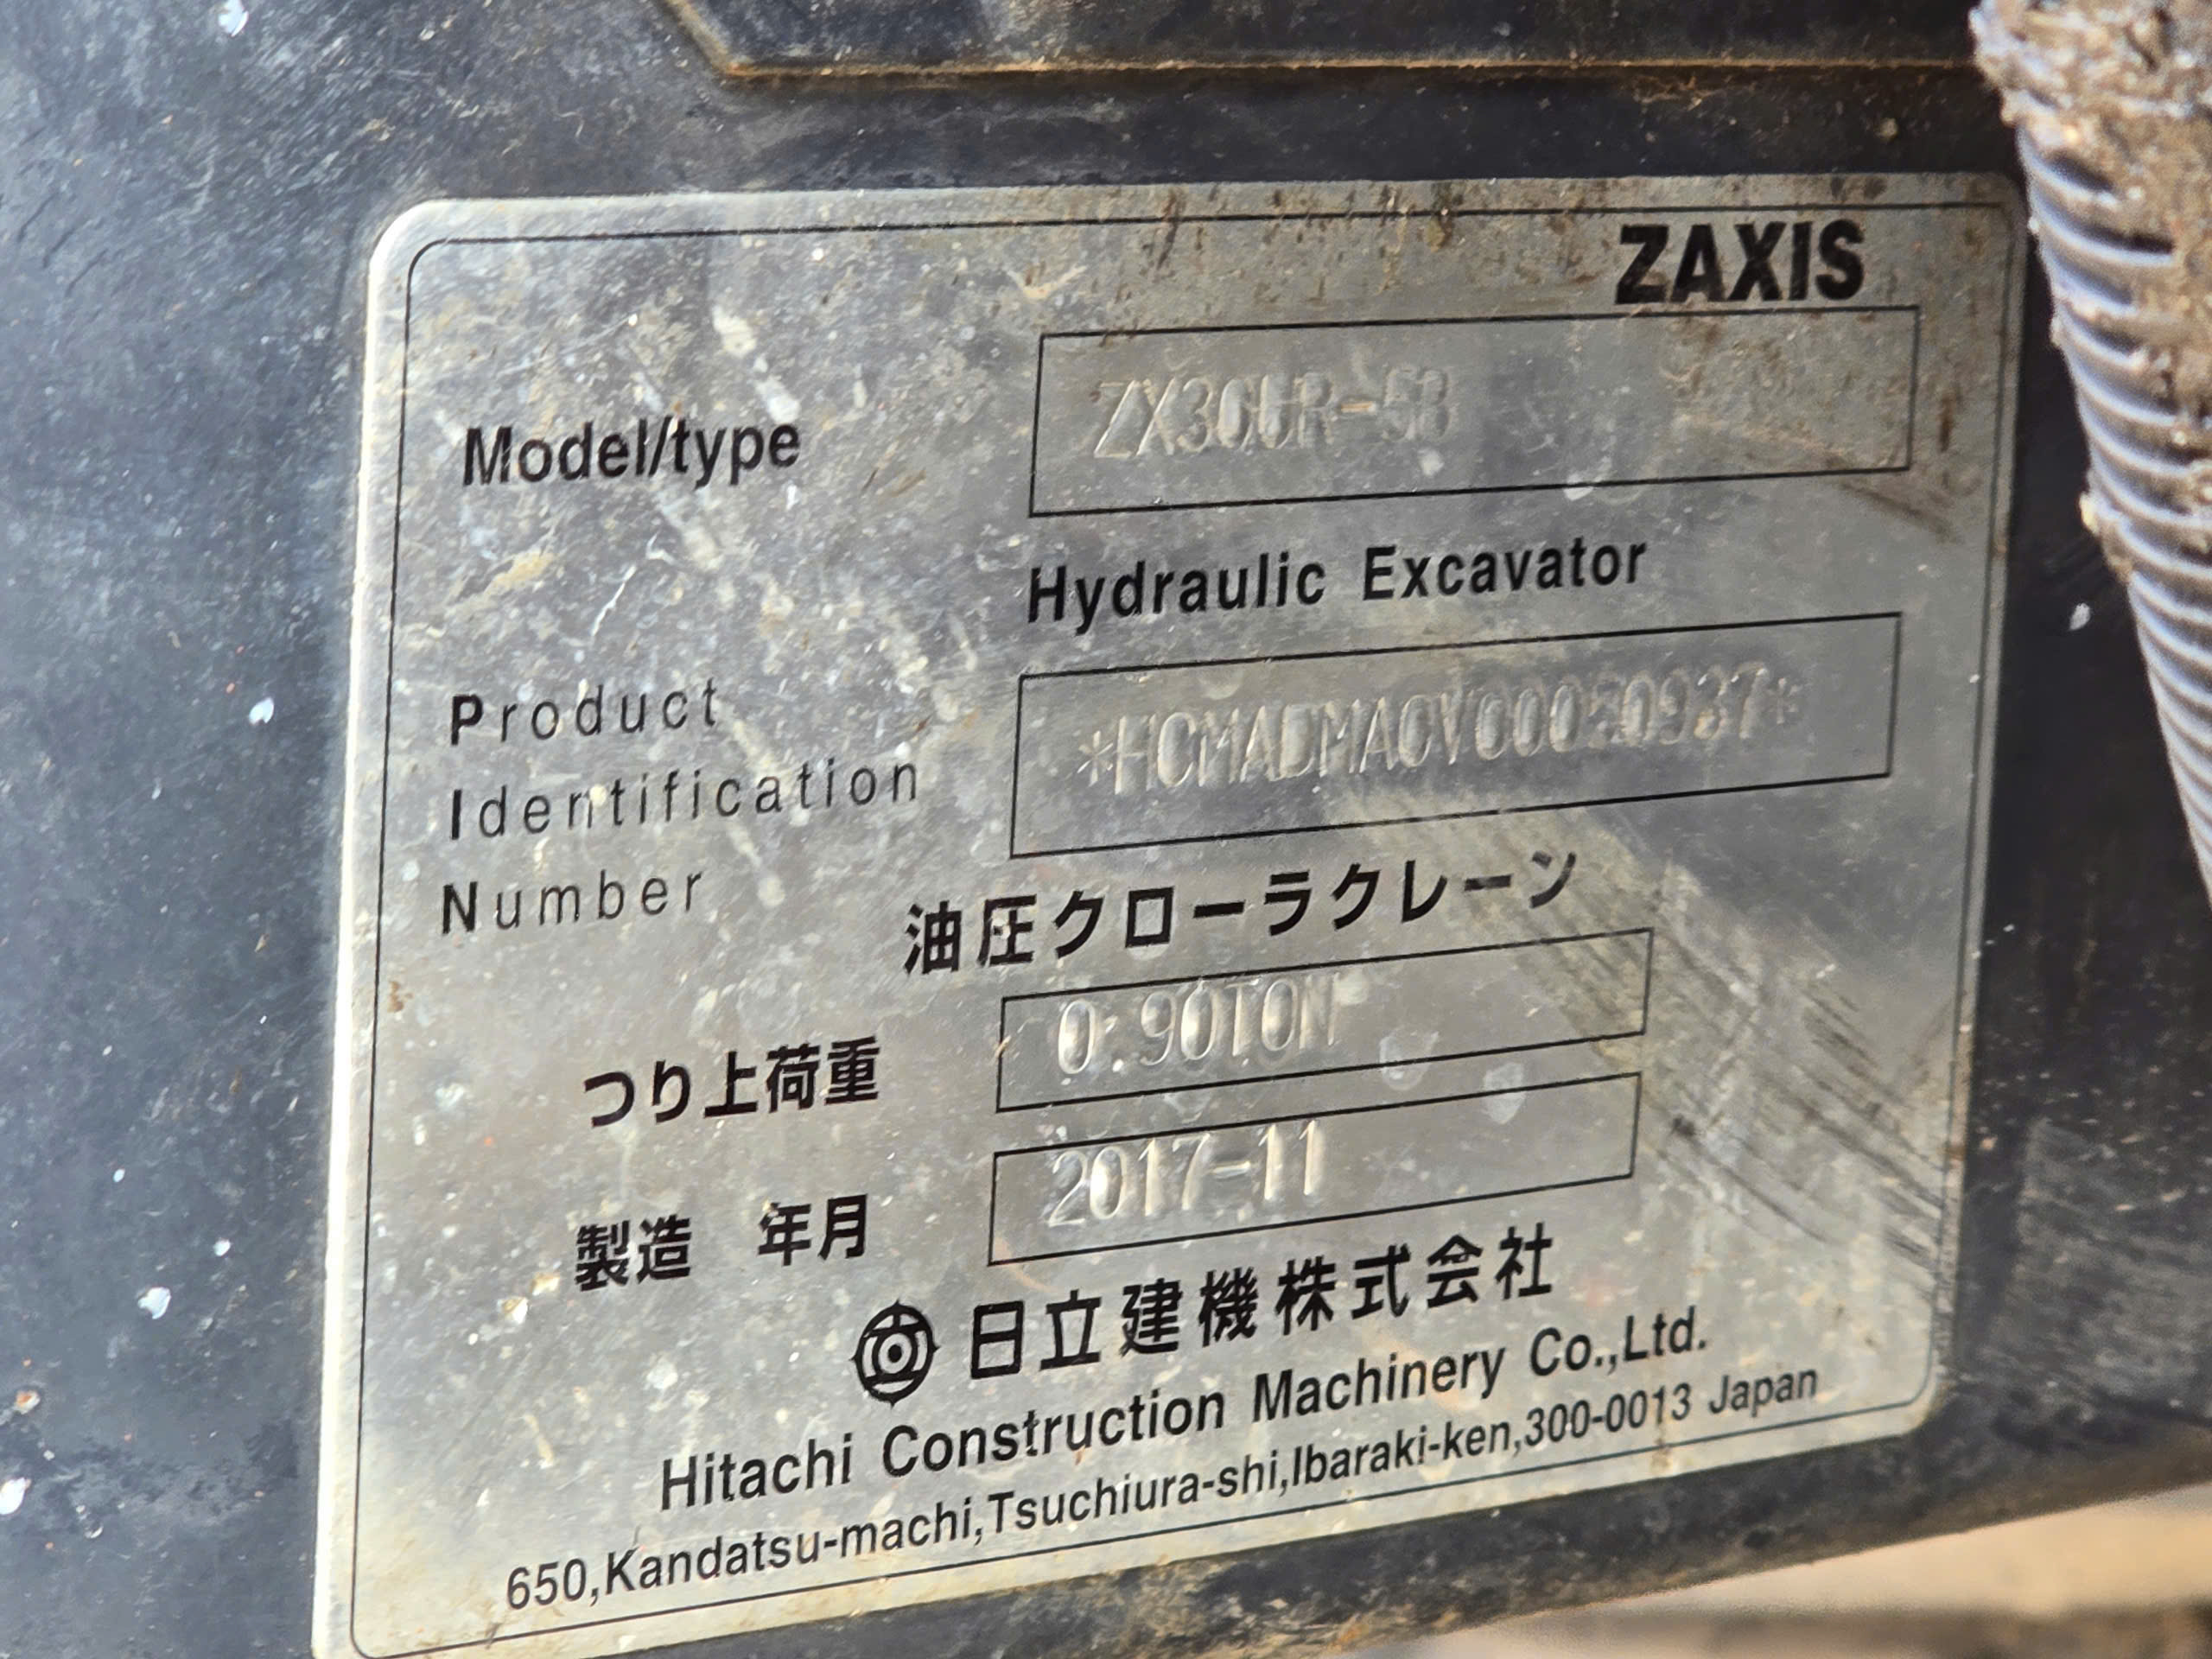 ZAXIS
Model/type ZX30UR-5B
Hydraulic Excavator
Product
Identification *HCMADMA0V00050937*
Number
油圧クローラクレーン
つり上荷重 0.90TON
製造 年月 2017-11
日立建機株式会社
Hitachi Construction Machinery Co.,Ltd.
650,Kandatsu-machi,Tsuchiura-shi,Ibaraki-ken,300-0013 Japan